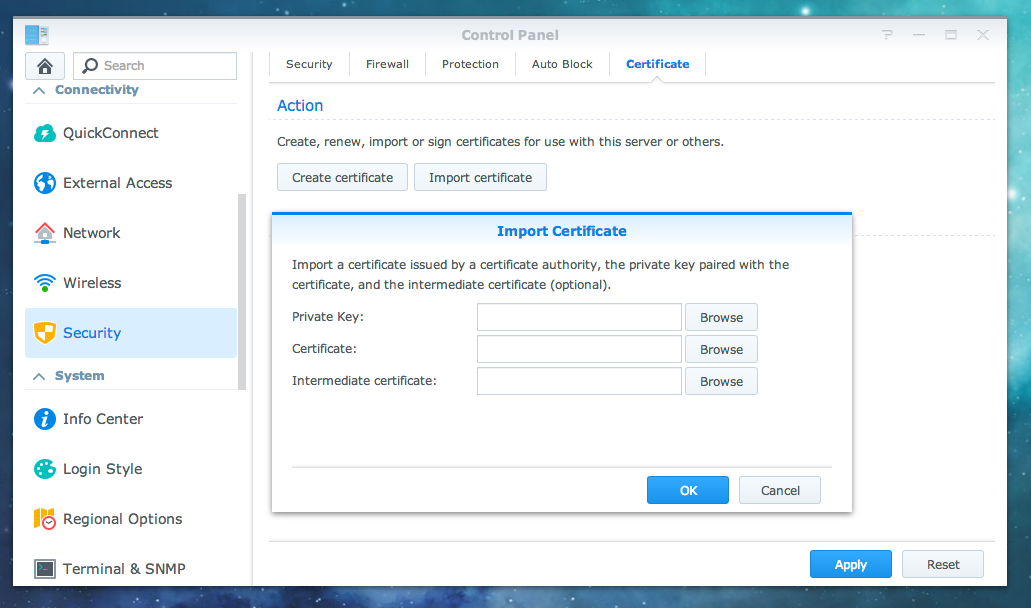 Control Panel
Search
Connectivity
QuickConnect
External Access
Network
Wireless
Security
System
Info Center
Login Style
Regional Options
Terminal & SNMP
Security
Firewall
Protection
Auto Block
Certificate
Action
Create, renew, import or sign certificates for use with this server or others.
Create certificate
Import certificate
Import Certificate
Import a certificate issued by a certificate authority, the private key paired with the
certificate, and the intermediate certificate (optional).
Private Key:
Browse
Certificate:
Browse
Intermediate certificate:
Browse
OK
Cancel
Apply
Reset